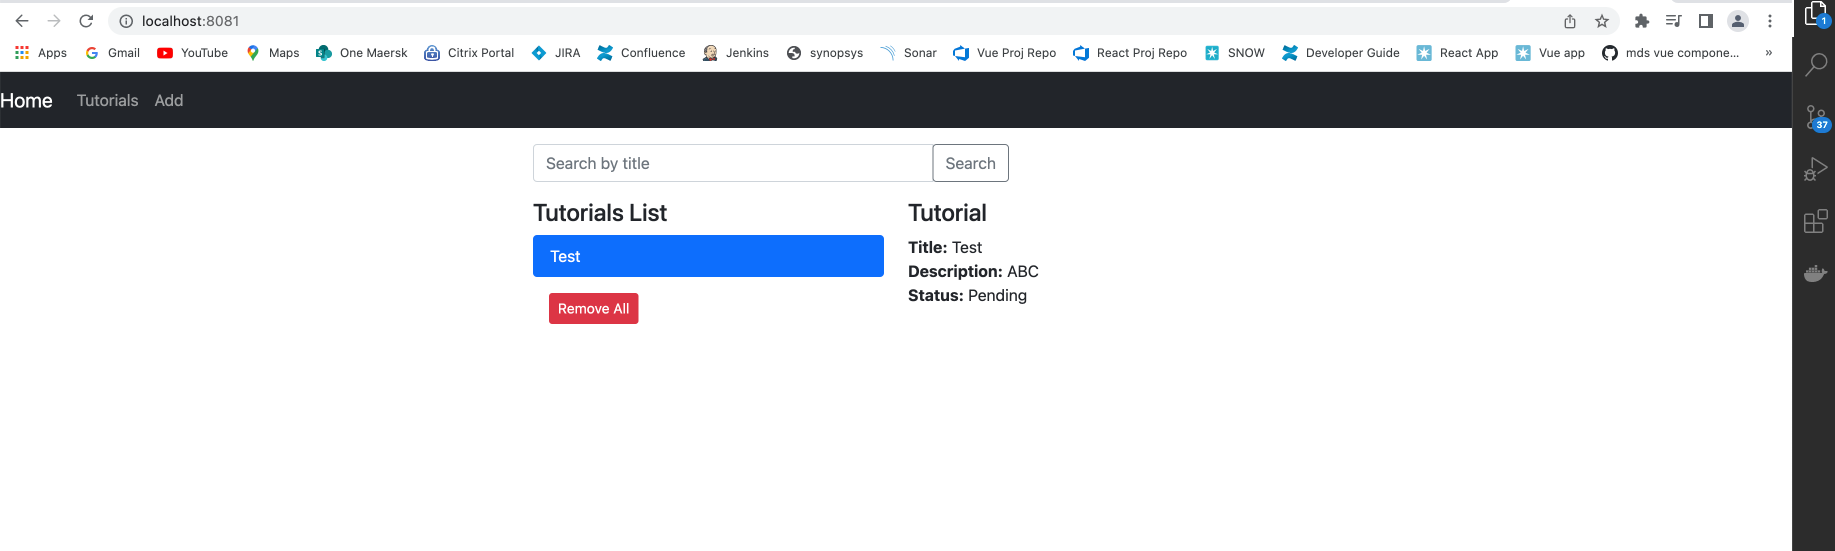 localhost:8081
Apps Gmail YouTube Maps One Maersk Citrix Portal JIRA Confluence Jenkins synopsys Sonar Vue Proj Repo React Proj Repo SNOW Developer Guide React App Vue app mds vue compone... »
1
Home Tutorials Add
37
Search by title Search
Tutorials List
Test
Remove All
Tutorial
Title: Test
Description: ABC
Status: Pending